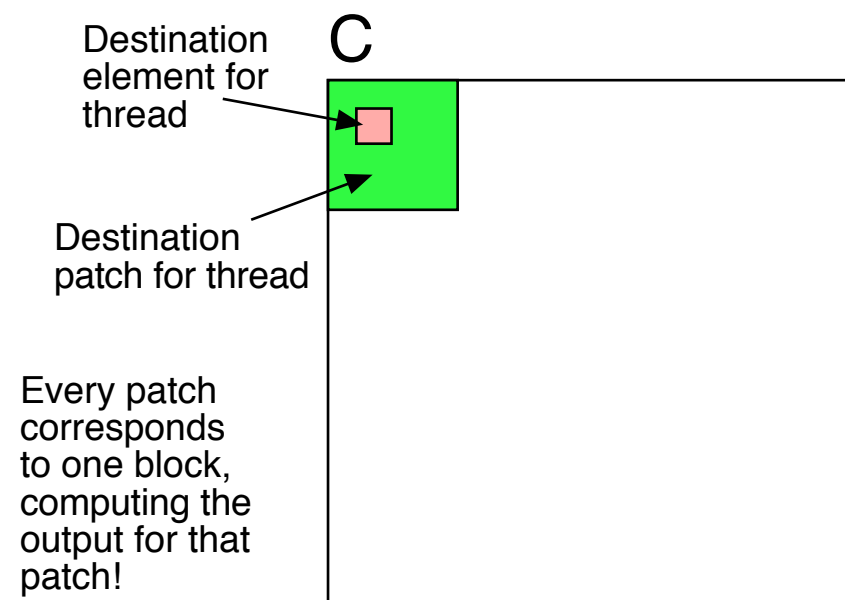 Destination
element for
thread
C
Destination
patch for thread
Every patch
corresponds
to one block,
computing the
output for that
patch!